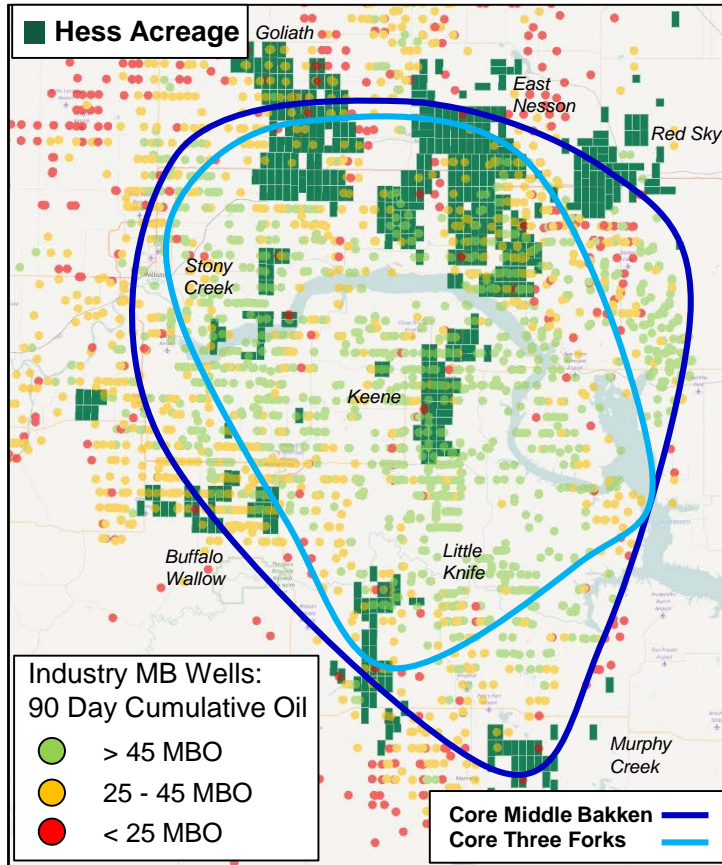 Hess Acreage
Goliath
East
Nesson
Red Sky
Stony
Creek
Keene
Little
Knife
Buffalo
Wallow
Murphy
Creek
Industry MB Wells:
90 Day Cumulative Oil
> 45 MBO
25 - 45 MBO
< 25 MBO
Core Middle Bakken
Core Three Forks